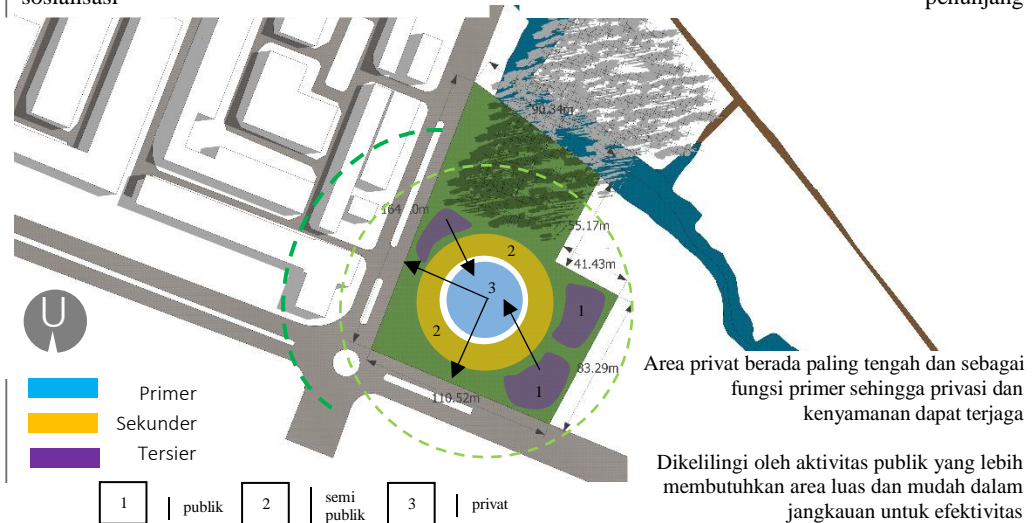 sosialisasi
penunjang
90.34m
164 .0m
55.17m
2
41.43m
3
1
2
83.29m
1
110.52m
U
Primer
Sekunder
Tersier
1 publik 2 semi publik 3 privat
Area privat berada paling tengah dan sebagai
fungsi primer sehingga privasi dan
kenyamanan dapat terjaga
Dikelilingi oleh aktivitas publik yang lebih
membutuhkan area luas dan mudah dalam
jangkauan untuk efektivitas